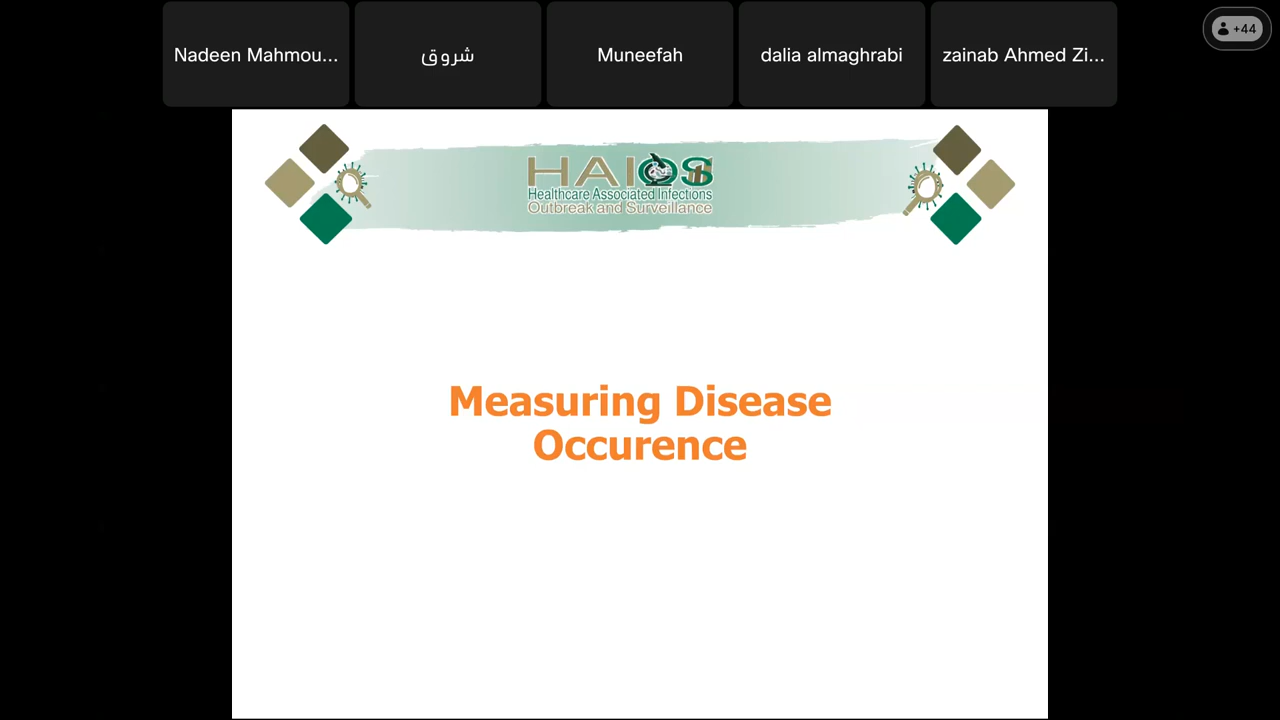 Nadeen Mahmou...
شروق
Muneefah
dalia almaghrabi
zainab Ahmed Zi...
+44
HAIOS
Healthcare Associated Infections
Outbreak and Surveillance
Measuring Disease
Occurence